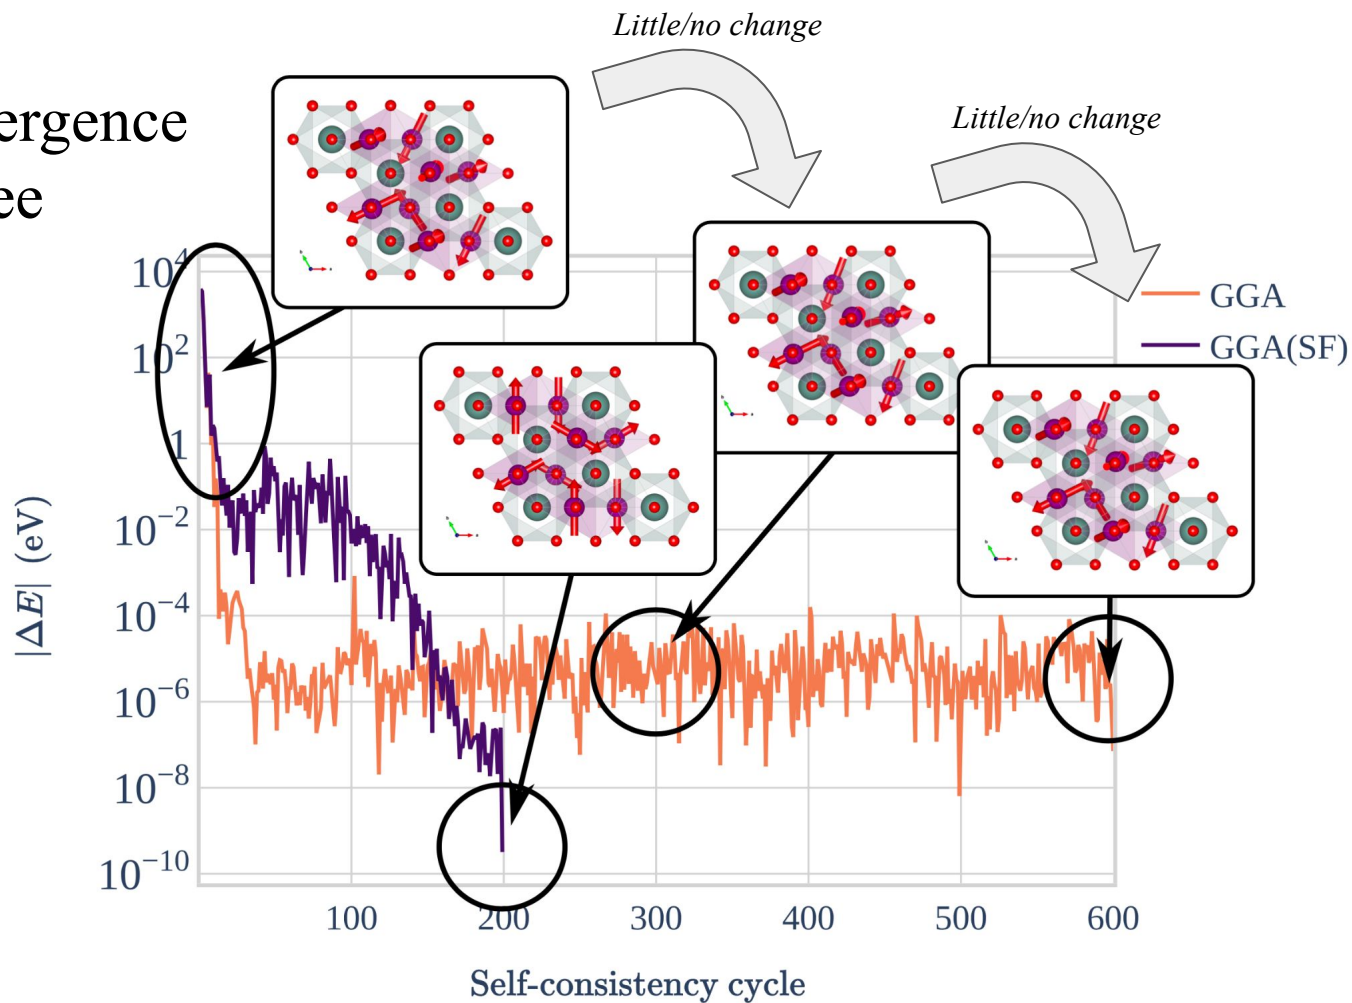 Little/no change
Little/no change
ergence
ee
GGA
GGA(SF)
10⁴
10²
1
10⁻²
10⁻⁴
10⁻⁶
10⁻⁸
10⁻¹⁰
|ΔE| (eV)
100 200 300 400 500 600
Self-consistency cycle